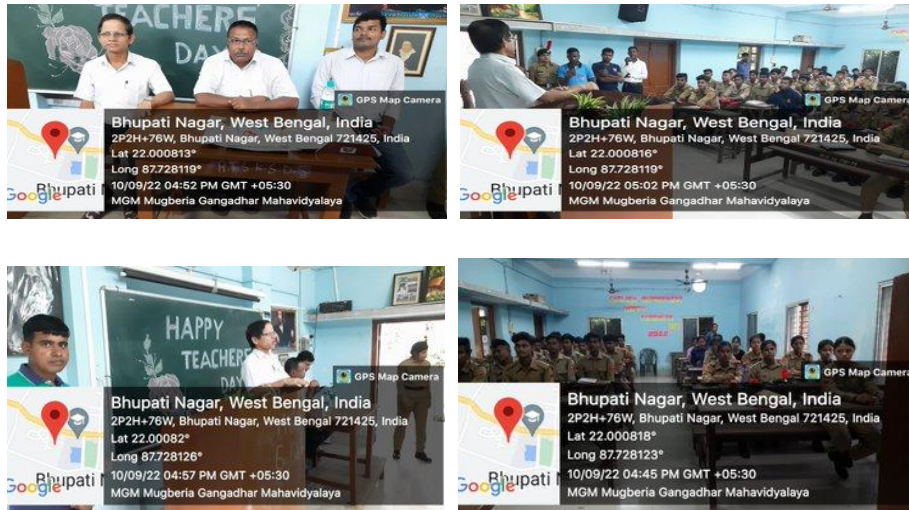 TEACHERS
DAY
GPS Map Camera
Bhupati Nagar, West Bengal, India
2P2H+76W, Bhupati Nagar, West Bengal 721425, India
Lat 22.000813°
Long 87.728119°
10/09/22 04:52 PM GMT +05:30
MGM Mugberia Gangadhar Mahavidyalaya
Google
Bhupati N
GPS Map Camera
Bhupati Nagar, West Bengal, India
2P2H+76W, Bhupati Nagar, West Bengal 721425, India
Lat 22.000816°
Long 87.728119°
10/09/22 05:02 PM GMT +05:30
MGM Mugberia Gangadhar Mahavidyalaya
Google
Bhupati N
HAPPY
TEACHERS
DAY
GPS Map Camera
Bhupati Nagar, West Bengal, India
2P2H+76W, Bhupati Nagar, West Bengal 721425, India
Lat 22.00082°
Long 87.728126°
10/09/22 04:57 PM GMT +05:30
MGM Mugberia Gangadhar Mahavidyalaya
Google
Bhupati N
2022
GPS Map Camera
Bhupati Nagar, West Bengal, India
2P2H+76W, Bhupati Nagar, West Bengal 721425, India
Lat 22.000818°
Long 87.728123°
10/09/22 04:45 PM GMT +05:30
MGM Mugberia Gangadhar Mahavidyalaya
Google
Bhupati N